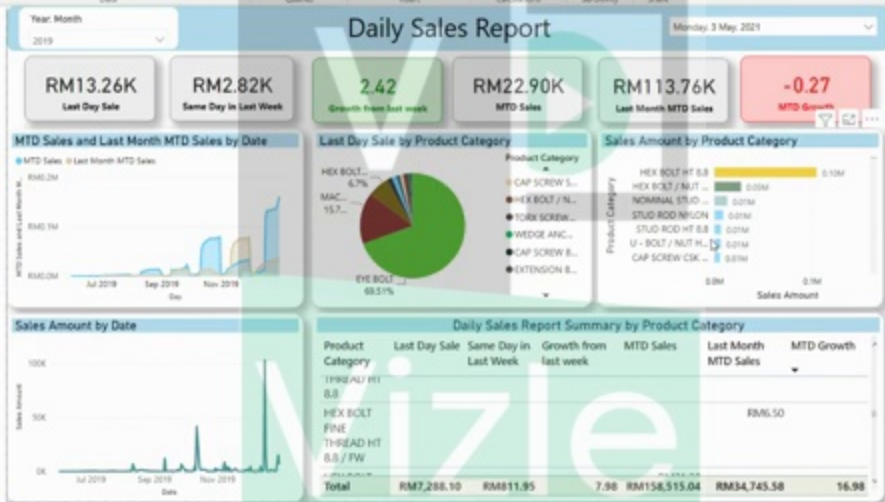 Year: Month
2019
Daily Sales Report
Monday, 3 May, 2021
RM13.26K
Last Day Sale
RM2.82K
Same Day in Last Week
2.42
Growth from last week
RM22.90K
MTD Sales
RM113.76K
Last Month MTD Sales
-0.27
MTD Growth
MTD Sales and Last Month MTD Sales by Date
MTD Sales Last Month MTD Sales
MTD Sales and Last Month M...
RM0.2M
RM0.1M
RM0.0M
Jul 2019 Sep 2019 Nov 2019
Day
Last Day Sale by Product Category
HEX BOLT...
6.7%
MAC...
15.7...
EYE BOLT
69.51%
Product Category
CAP SCREW S...
HEX BOLT / N...
TORX SCREW...
WEDGE ANC...
CAP SCREW B...
EXTENSION B...
Sales Amount by Product Category
Product Category
HEX BOLT HT 8.8 0.10M
HEX BOLT / NUT ... 0.03M
NOMINAL STUD ... 0.01M
STUD ROD NYLON 0.01M
STUD ROD HT 8.8 0.01M
U - BOLT / NUT H... 0.01M
CAP SCREW CSK ... 0.01M
0.0M 0.1M
Sales Amount
Sales Amount by Date
Sales Amount
100K
50K
0K
Jul 2019 Sep 2019 Nov 2019
Date
Daily Sales Report Summary by Product Category
Product Category Last Day Sale Same Day in Last Week Growth from last week MTD Sales Last Month MTD Sales MTD Growth
THREAD HT
8.8
HEX BOLT RM6.50
FINE
THREAD HT
8.8 / FW
Total RM7,288.10 RM811.95 7.98 RM158,515.04 RM34,745.58 16.98
Vizle